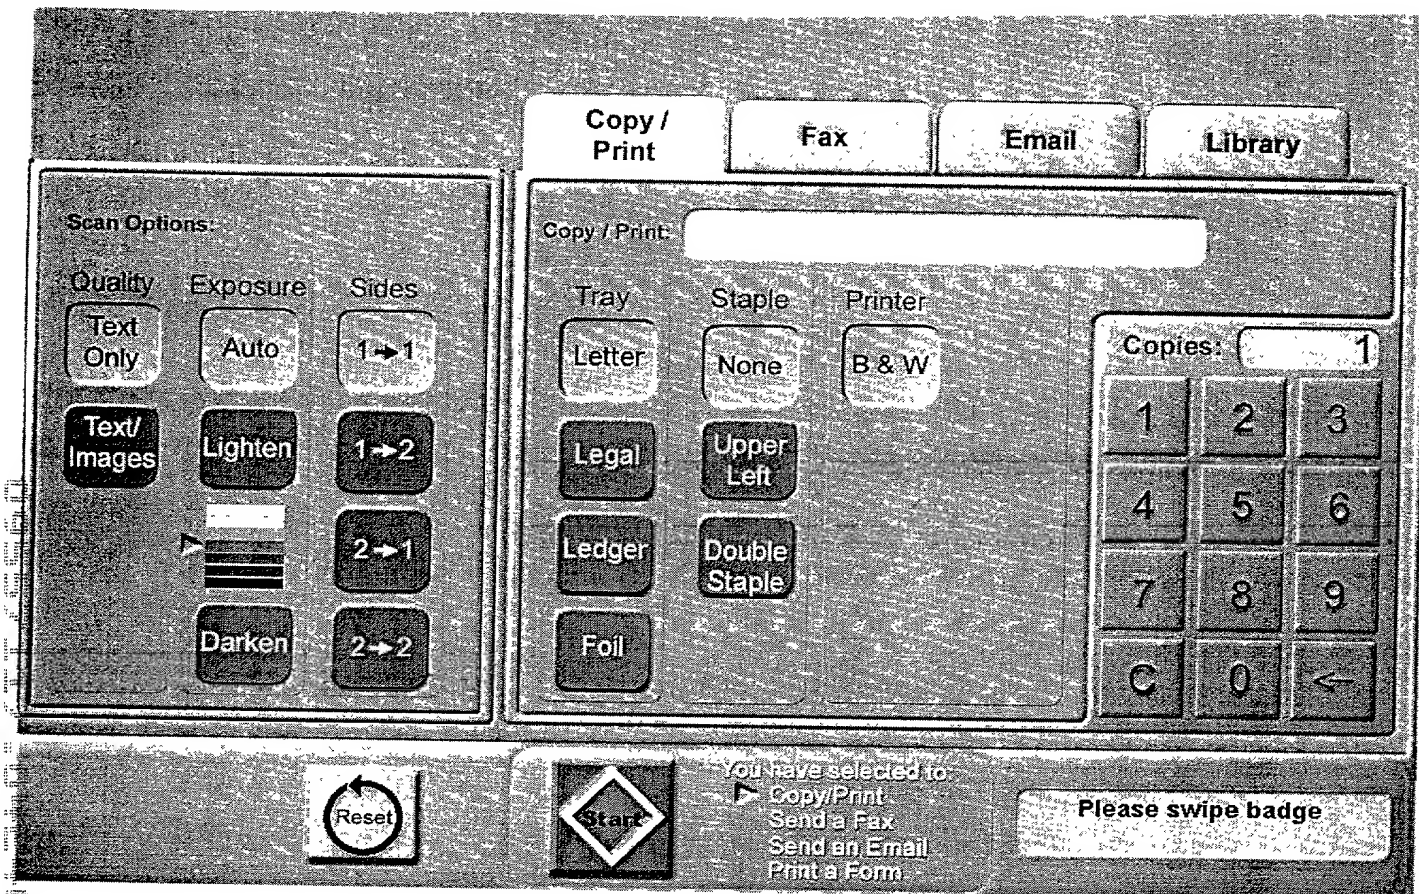 Copy /
Print
Fax
Email
Library
Scan Options:
Quality
Exposure
Sides
Text
Only
Auto
1→1
Text/
Images
Lighten
1→2
2→1
Darken
2→2
Copy / Print:
Tray
Staple
Printer
Letter
None
B & W
Legal
Upper
Left
Ledger
Double
Staple
Foil
Copies: 1
1 2 3
4 5 6
7 8 9
C 0 <-
Reset
Start
You have selected to:
Copy/Print
Send a Fax
Send an Email
Print a Form
Please swipe badge